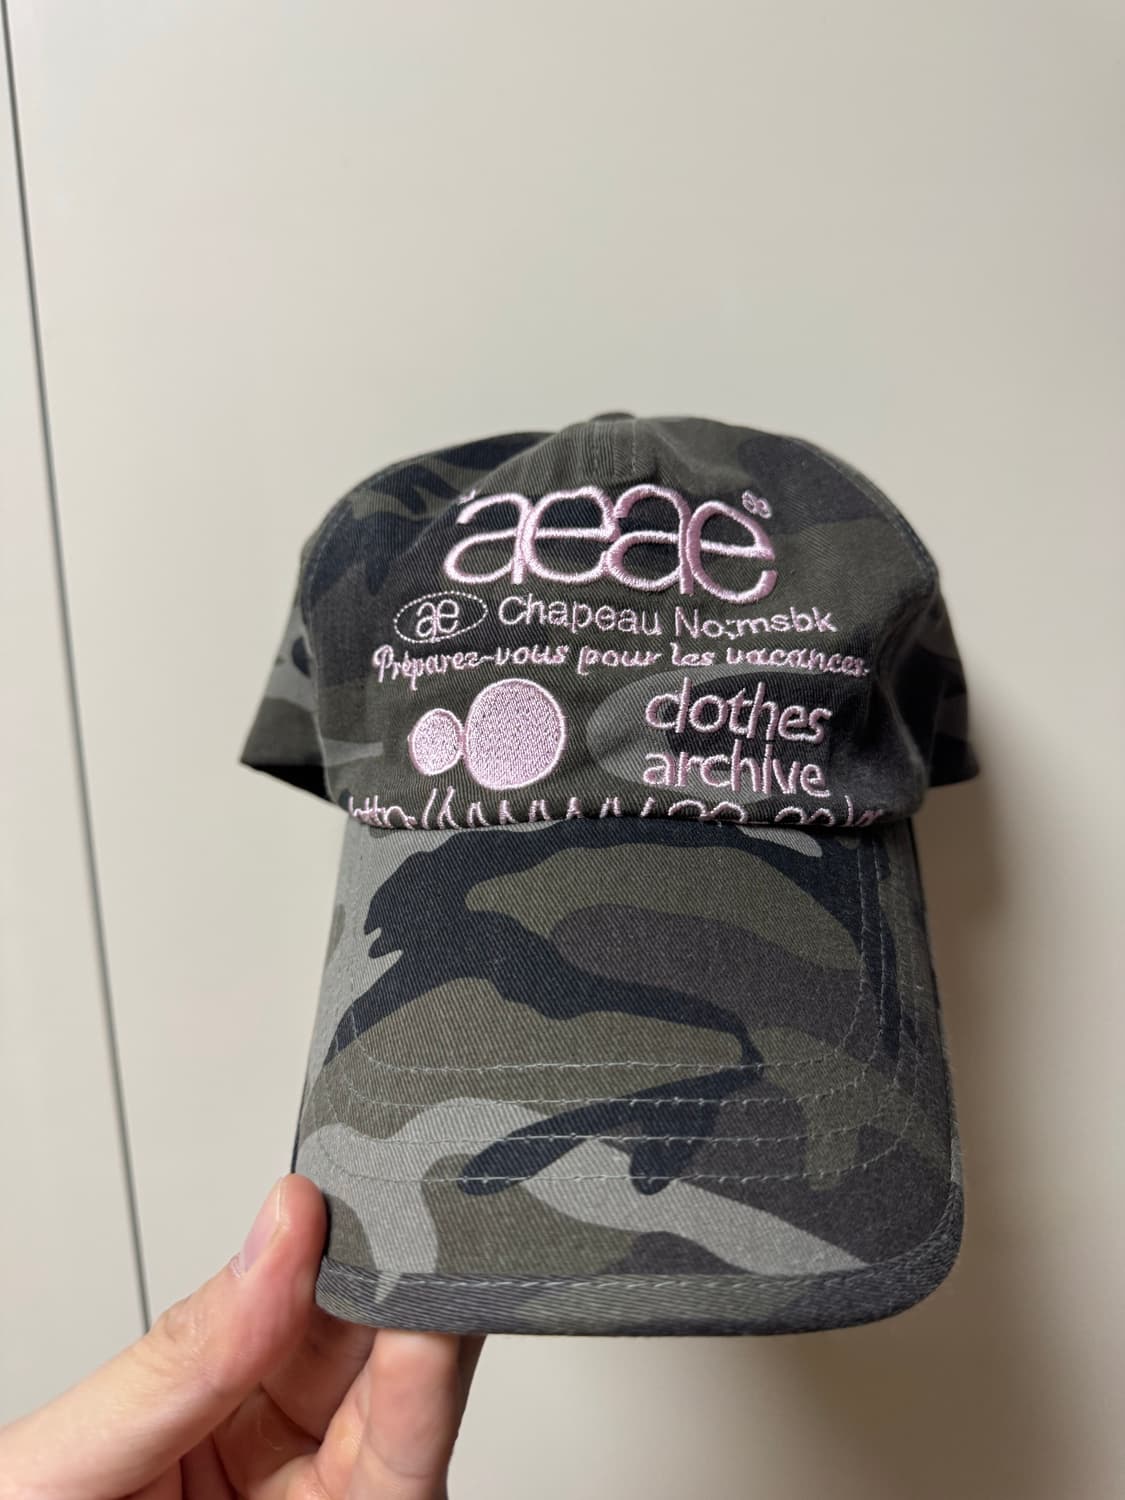 aeae
ae Chapeau No;msbk
Préparez-vous pour les vacances.
clothes
archive